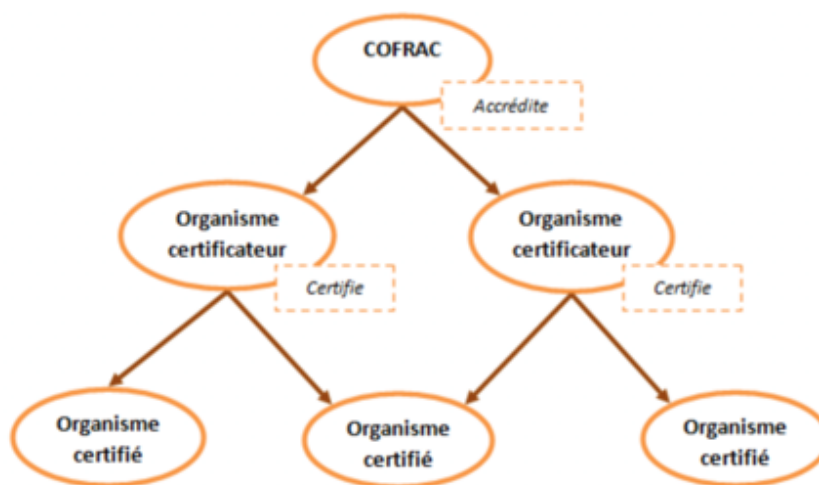 COFRAC
Accrédite
Organisme
certificateur
Organisme
certificateur
Certifie
Certifie
Organisme
certifié
Organisme
certifié
Organisme
certifié